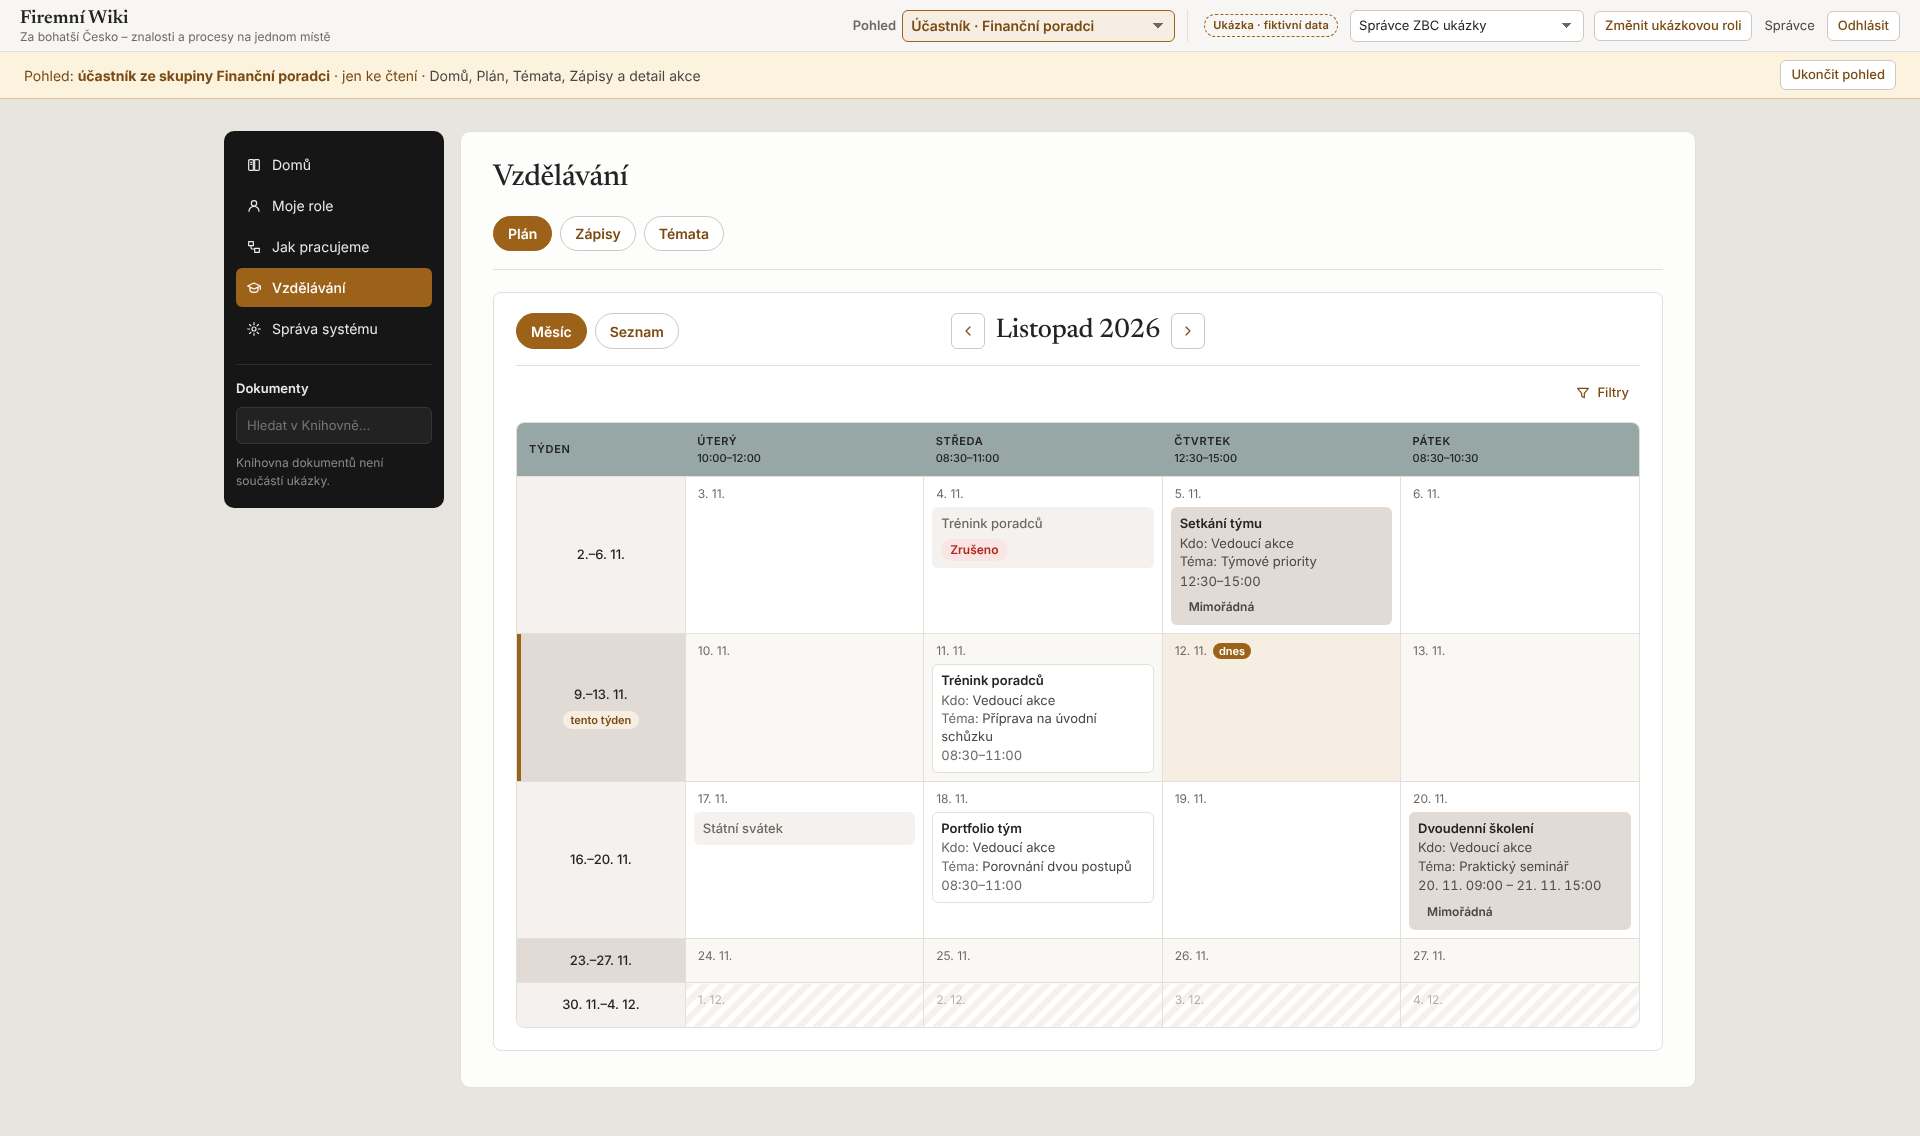 Firemní Wiki
Za bohatší Česko – znalosti a procesy na jednom místě
Pohled
Účastník · Finanční poradci
Ukázka · fiktivní data
Správce ZBC ukázky
Změnit ukázkovou roli
Správce
Odhlásit
Pohled: účastník ze skupiny Finanční poradci · jen ke čtení · Domů, Plán, Témata, Zápisy a detail akce
Ukončit pohled
Domů
Moje role
Jak pracujeme
Vzdělávání
Správa systému
Dokumenty
Hledat v Knihovně...
Knihovna dokumentů není
součástí ukázky.
Vzdělávání
Plán
Zápisy
Témata
Měsíc
Seznam
Listopad 2026
Filtry
TÝDEN
ÚTERÝ
10:00–12:00
STŘEDA
08:30–11:00
ČTVRTEK
12:30–15:00
PÁTEK
08:30–10:30
2.–6. 11.
3. 11.
4. 11.
Trénink poradců
Zrušeno
5. 11.
Setkání týmu
Kdo: Vedoucí akce
Téma: Týmové priority
12:30–15:00
Mimořádná
6. 11.
9.–13. 11.
tento týden
10. 11.
11. 11.
Trénink poradců
Kdo: Vedoucí akce
Téma: Příprava na úvodní
schůzku
08:30–11:00
12. 11. dnes
13. 11.
16.–20. 11.
17. 11.
Státní svátek
18. 11.
Portfolio tým
Kdo: Vedoucí akce
Téma: Porovnání dvou postupů
08:30–11:00
19. 11.
20. 11.
Dvoudenní školení
Kdo: Vedoucí akce
Téma: Praktický seminář
20. 11. 09:00 – 21. 11. 15:00
Mimořádná
23.–27. 11.
24. 11.
25. 11.
26. 11.
27. 11.
30. 11.–4. 12.
1. 12.
2. 12.
3. 12.
4. 12.